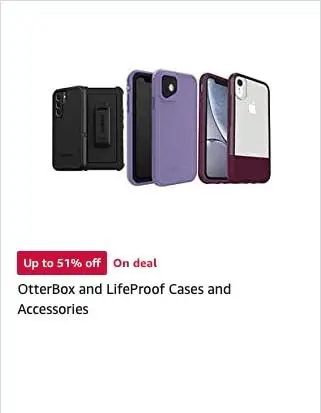 Up to 51% off On deal
OtterBox and LifeProof Cases and
Accessories